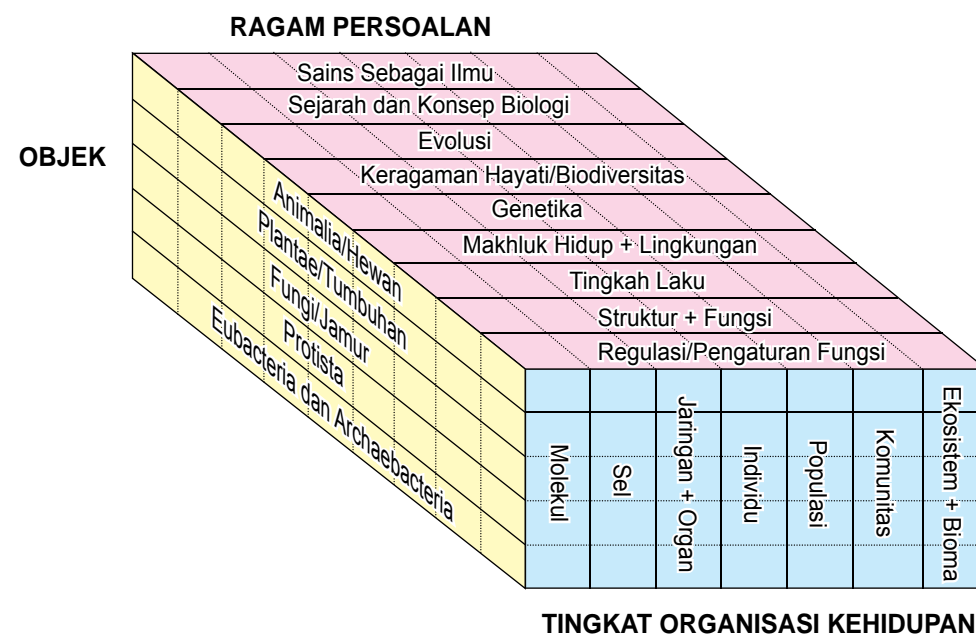 RAGAM PERSOALAN
OBJEK
Sains Sebagai Ilmu
Sejarah dan Konsep Biologi
Evolusi
Keragaman Hayati/Biodiversitas
Genetika
Makhluk Hidup + Lingkungan
Tingkah Laku
Struktur + Fungsi
Regulasi/Pengaturan Fungsi
Animalia/Hewan
Plantae/Tumbuhan
Fungi/Jamur
Protista
Eubacteria dan Archaebacteria
Molekul
Sel
Jaringan + Organ
Individu
Populasi
Komunitas
Ekosistem + Bioma
TINGKAT ORGANISASI KEHIDUPAN